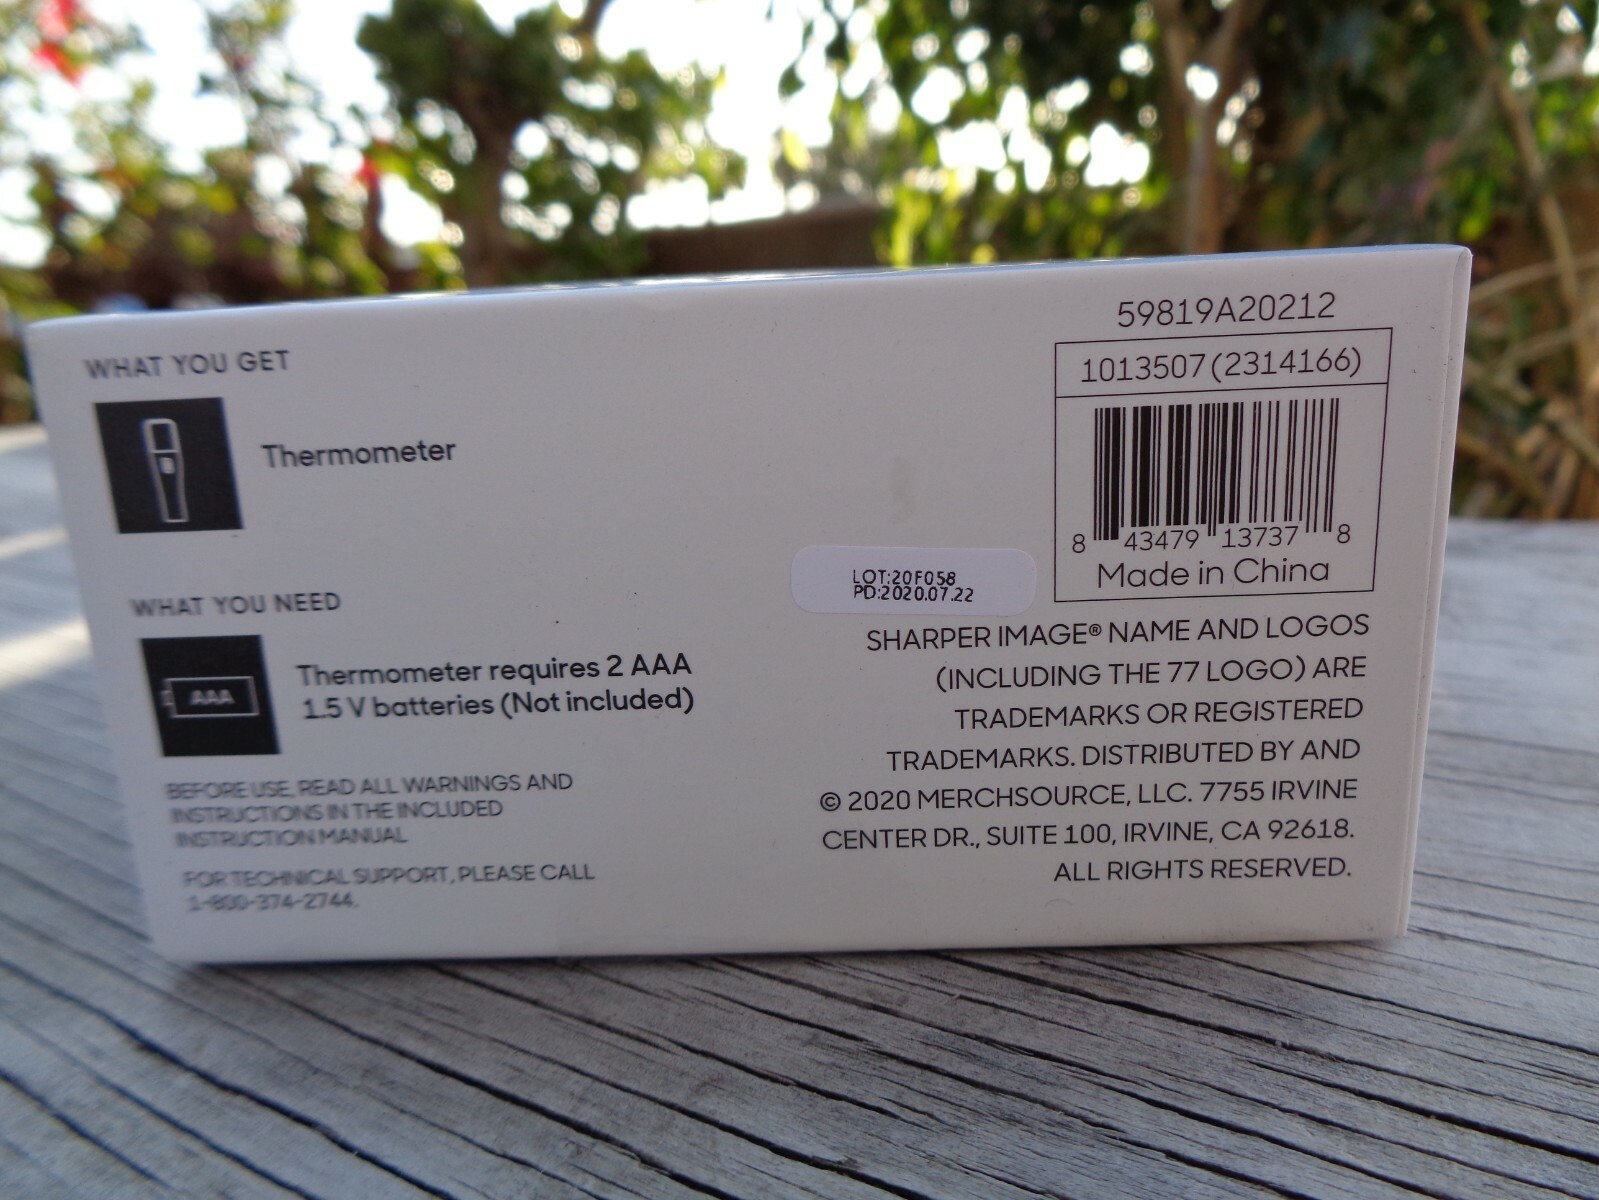 WHAT YOU GET
Thermometer
WHAT YOU NEED
AAA
Thermometer requires 2 AAA
1.5 V batteries (Not included)
BEFORE USE, READ ALL WARNINGS AND
INSTRUCTIONS IN THE INCLUDED
INSTRUCTION MANUAL
FOR TECHNICAL SUPPORT, PLEASE CALL
1-800-374-2744.
59819A20212
1013507 (2314166)
8 43479 13737 8
Made in China
LOT:20F058
PD:2020.07.22
SHARPER IMAGE® NAME AND LOGOS
(INCLUDING THE 77 LOGO) ARE
TRADEMARKS OR REGISTERED
TRADEMARKS. DISTRIBUTED BY AND
© 2020 MERCHSOURCE, LLC. 7755 IRVINE
CENTER DR., SUITE 100, IRVINE, CA 92618.
ALL RIGHTS RESERVED.